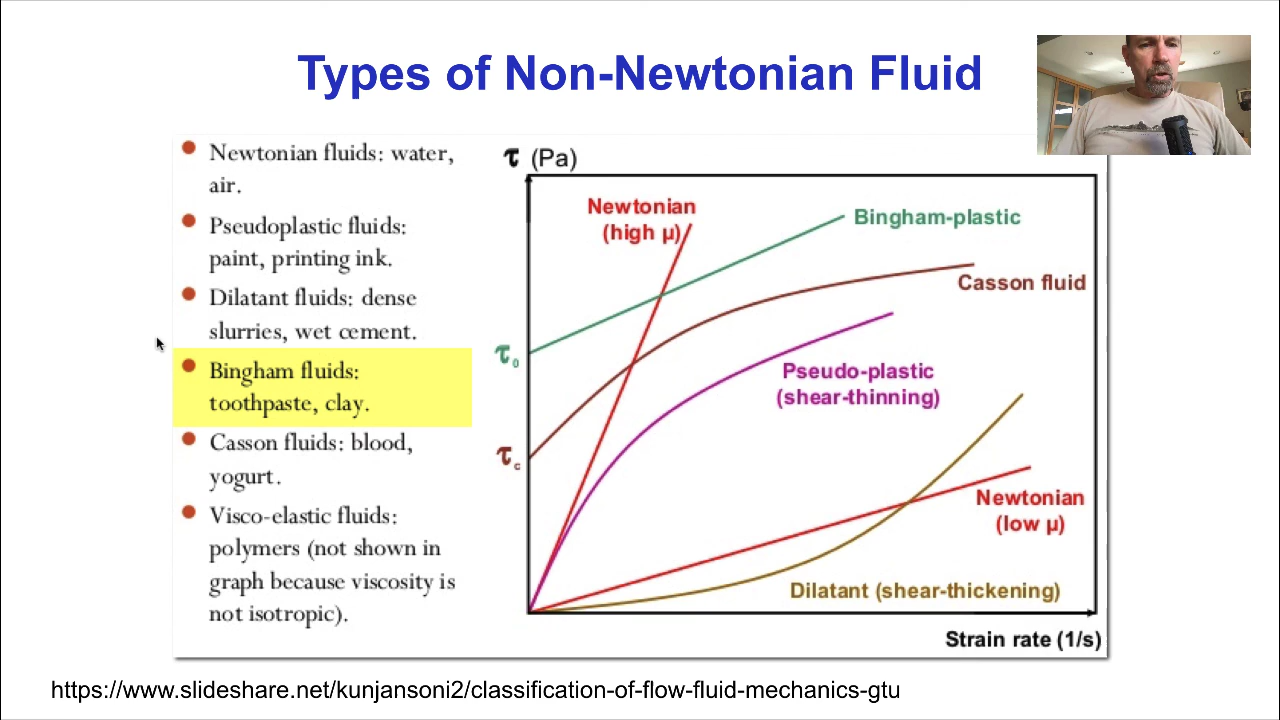 Types of Non-Newtonian Fluid
Newtonian fluids: water,
air.
Pseudoplastic fluids:
paint, printing ink.
Dilatant fluids: dense
slurries, wet cement.
Bingham fluids:
toothpaste, clay.
Casson fluids: blood,
yogurt.
Visco-elastic fluids:
polymers (not shown in
graph because viscosity is
not isotropic).
τ (Pa)
Newtonian
(high μ)
Bingham-plastic
Casson fluid
τ₀
Pseudo-plastic
(shear-thinning)
τc
Newtonian
(low μ)
Dilatant (shear-thickening)
Strain rate (1/s)
https://www.slideshare.net/kunjansoni2/classification-of-flow-fluid-mechanics-gtu